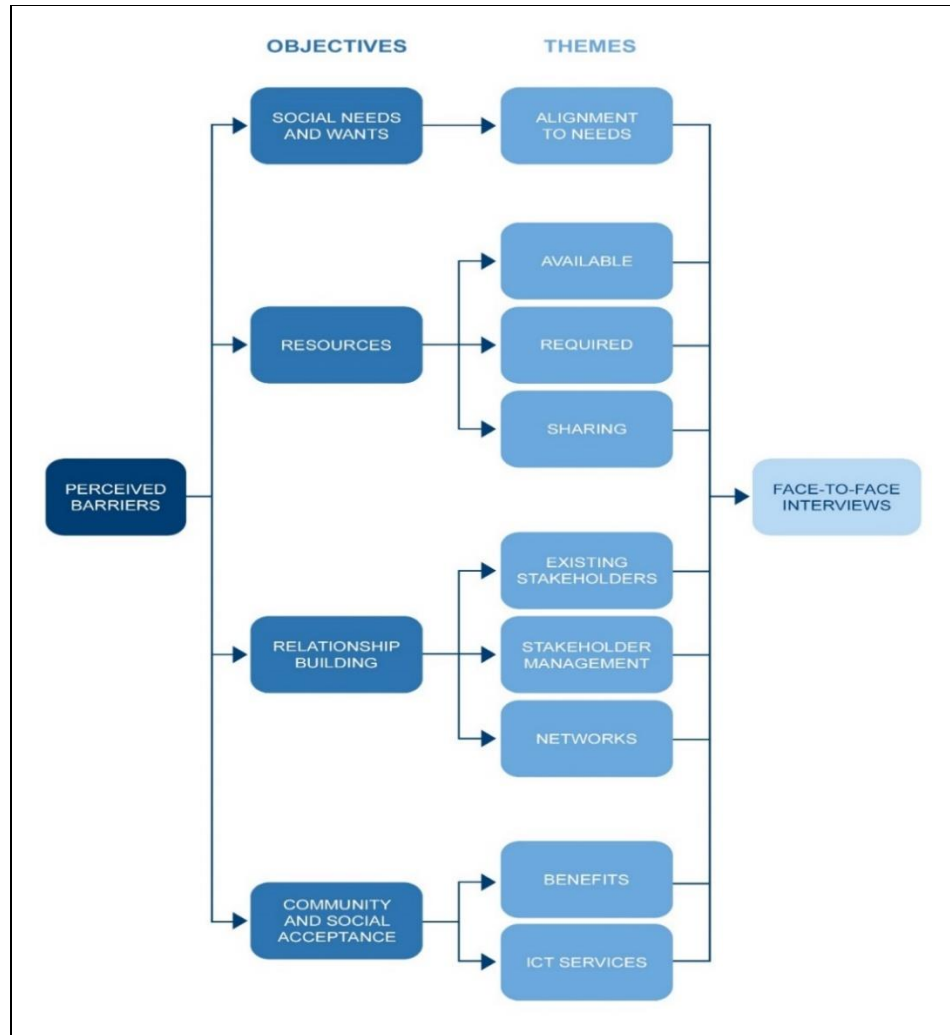 OBJECTIVES
THEMES
SOCIAL NEEDS
AND WANTS
ALIGNMENT
TO NEEDS
AVAILABLE
RESOURCES
REQUIRED
SHARING
PERCEIVED
BARRIERS
FACE-TO-FACE
INTERVIEWS
EXISTING
STAKEHOLDERS
RELATIONSHIP
BUILDING
STAKEHOLDER
MANAGEMENT
NETWORKS
BENEFITS
COMMUNITY
AND SOCIAL
ACCEPTANCE
ICT SERVICES